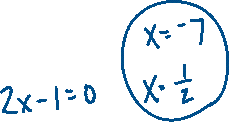 x = -7
2x - 1 = 0
x = 1/2